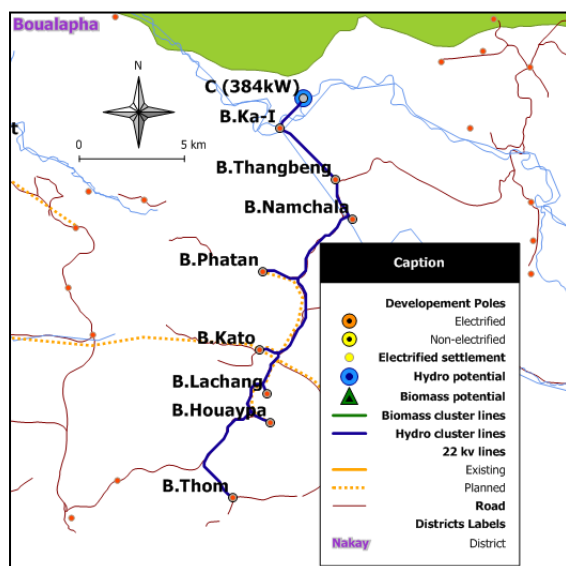 Boualapha
C (384kW)
N
B.Ka-I
t
0 5 km
B.Thangbeng
B.Namchala
B.Phatan
Caption
Developement Poles
Electrified
Non-electrified
B.Kato
Electrified settlement
Hydro potential
B.Lachang
Biomass potential
B.Houaypa
Biomass cluster lines
Hydro cluster lines
22 kv lines
Existing
B.Thom
Planned
Road
Districts Labels
Nakay District